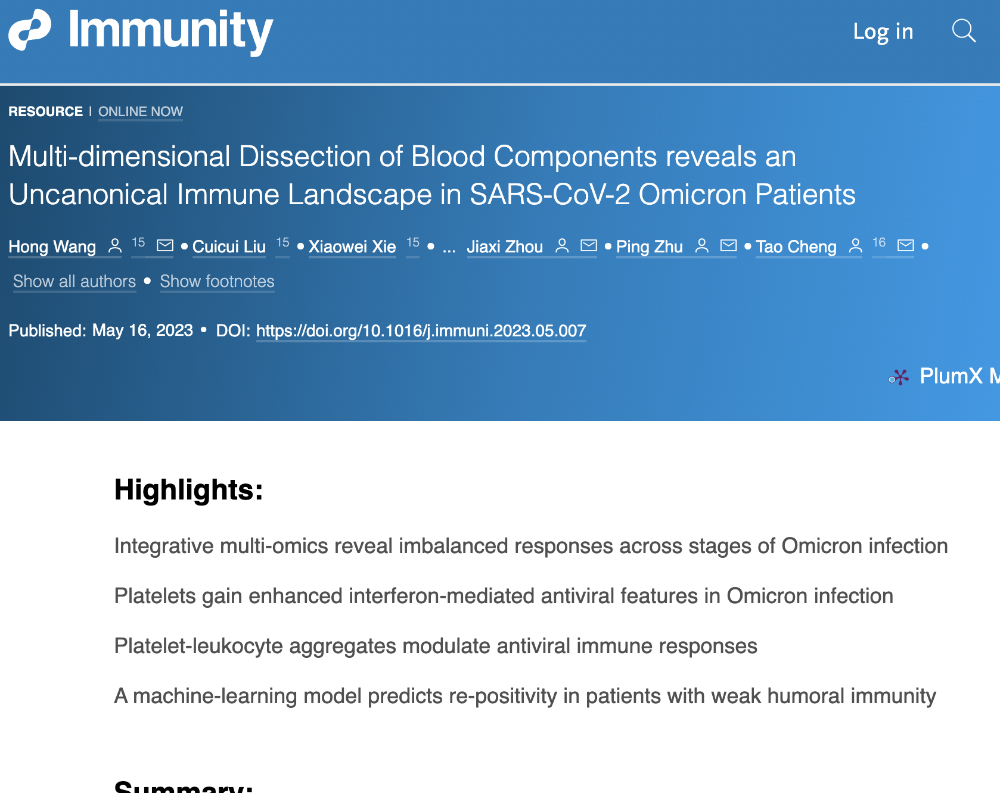 Immunity
Log in
RESOURCE | ONLINE NOW
Multi-dimensional Dissection of Blood Components reveals an
Uncanonical Immune Landscape in SARS-CoV-2 Omicron Patients
Hong Wang 15 • Cuicui Liu 15 • Xiaowei Xie 15 • ... Jiaxi Zhou • Ping Zhu • Tao Cheng 16 •
Show all authors • Show footnotes
Published: May 16, 2023 • DOI: https://doi.org/10.1016/j.immuni.2023.05.007
PlumX M
Highlights:
Integrative multi-omics reveal imbalanced responses across stages of Omicron infection
Platelets gain enhanced interferon-mediated antiviral features in Omicron infection
Platelet-leukocyte aggregates modulate antiviral immune responses
A machine-learning model predicts re-positivity in patients with weak humoral immunity
Summary: